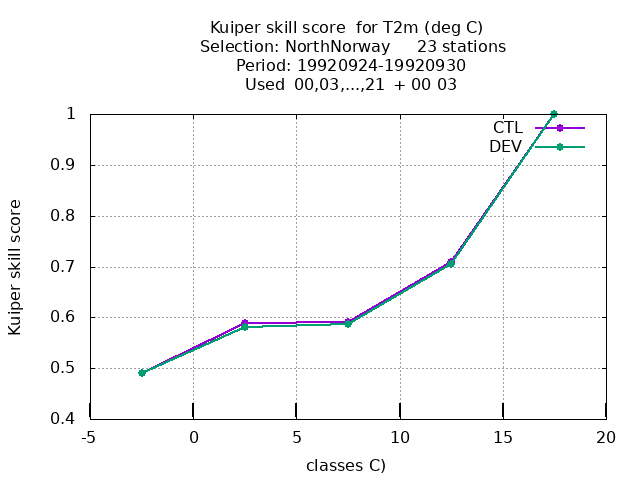 Kuiper skill score  for T2m (deg C)
Selection: NorthNorway     23 stations
Period: 19920924-19920930
Used  00,03,...,21  + 00 03
CTL
DEV
1
0.9
0.8
0.7
0.6
0.5
0.4
Kuiper skill score
-5
0
5
10
15
20
classes C)